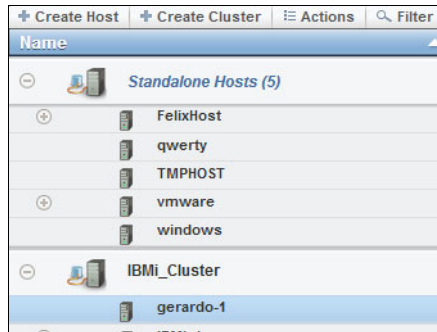 + Create Host + Create Cluster Actions Filter
Name
Standalone Hosts (5)
FelixHost
qwerty
TMPHOST
vmware
windows
IBMi_Cluster
gerardo-1